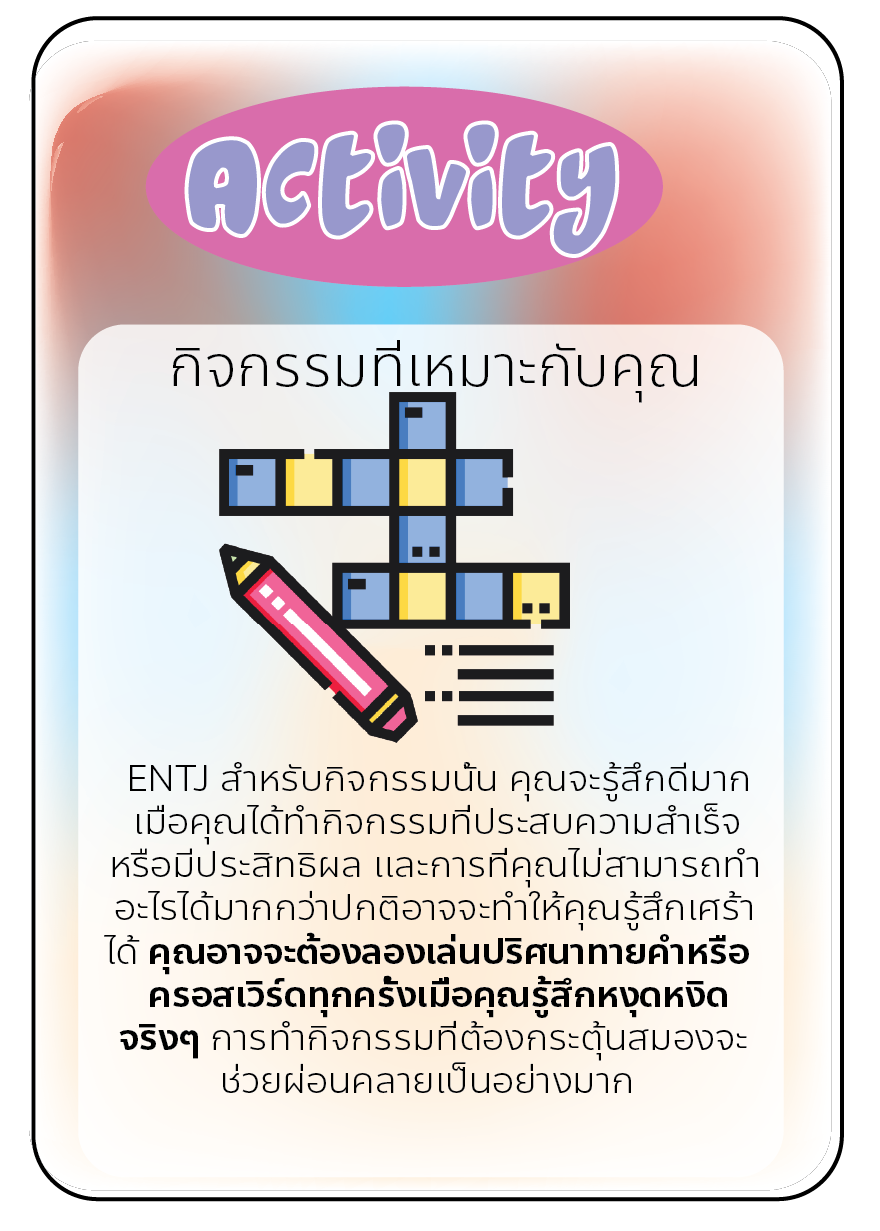 Activity
กิจกรรมที่เหมาะกับคุณ
ENTJ สำหรับกิจกรรมนั้น คุณจะรู้สึกดีมาก
เมื่อคุณได้ทำกิจกรรมที่ประสบความสำเร็จ
หรือมีประสิทธิผล และการที่คุณไม่สามารถทำ
อะไรได้มากกว่าปกติอาจจะทำให้คุณรู้สึกเศร้า
ได้ คุณอาจจะต้องลองเล่นปริศนาทายคำหรือ
ครอสเวิร์ดทุกครั้งเมื่อคุณรู้สึกหงุดหงิด
จริงๆ การทำกิจกรรมที่ต้องกระตุ้นสมองจะ
ช่วยผ่อนคลายเป็นอย่างมาก